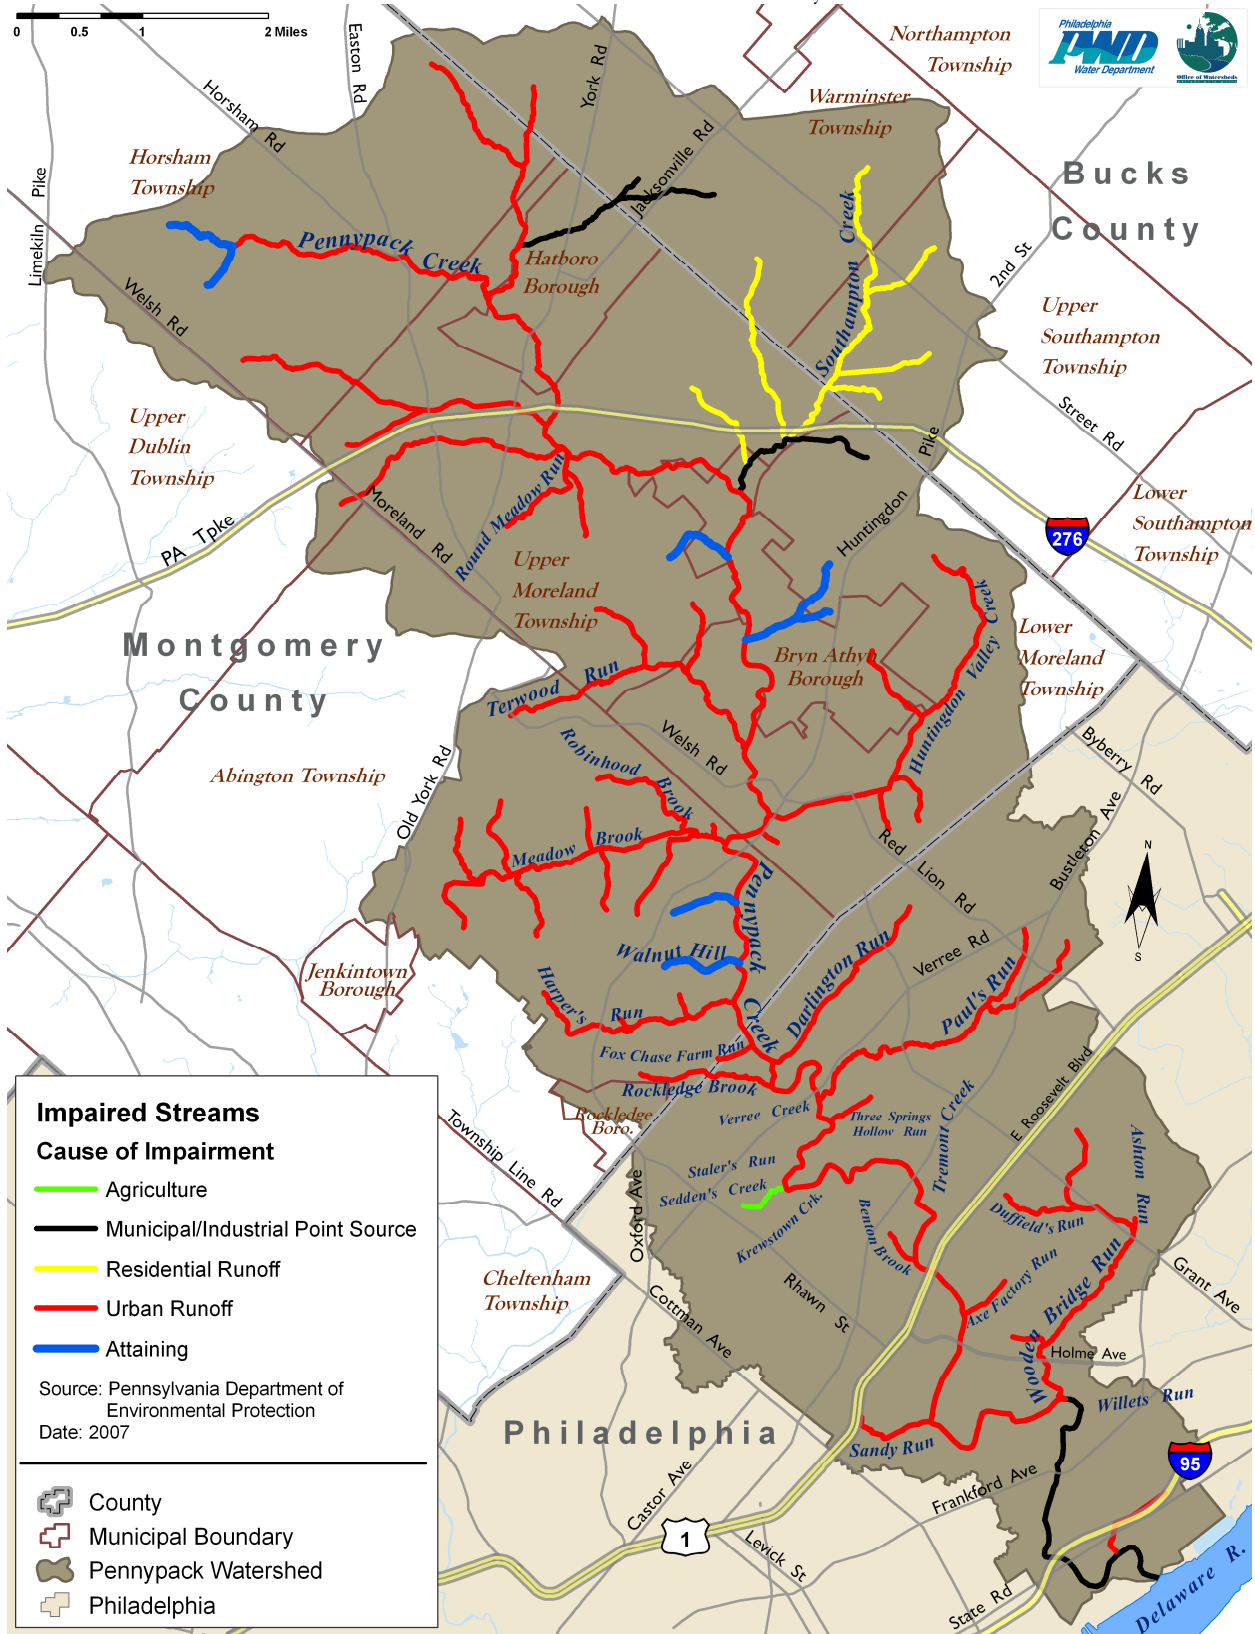 0 0.5 1 2 Miles
Philadelphia
PWD
Water Department
Office of Watersheds
Northampton
Township
Warminster
Township
Bucks
County
Easton Rd
York Rd
Horsham Rd
Jacksonville Rd
Horsham
Township
Limekiln Pike
Pennypack Creek
Hatboro
Borough
Southampton Creek
2nd St
Upper
Southampton
Township
Welsh Rd
Street Rd
Pike
Huntingdon
Upper
Dublin
Township
PA Tpke
Moreland Rd
Round Meadow Run
Lower
Southampton
Township
276
Upper
Moreland
Township
Montgomery
County
Lower
Moreland
Township
Bryn Athyn
Borough
Huntingdon Valley Creek
Terwood Run
Robinhood Brook
Welsh Rd
Byberry Rd
Abington Township
Old York Rd
Meadow Brook
Red Lion Rd
Bustleton Ave
N
S
Pennypack Creek
Verree Rd
Walnut Hill
Darlington Run
Paul's Run
Jenkintown
Borough
Harper's Run
Fox Chase Farm Run
Rockledge Brook
Rockledge
Boro.
Verree Creek
Three Springs
Hollow Run
Tremont Creek
E Roosevelt Blvd
Ashton Run
Township Line Rd
Staler's Run
Sedden's Creek
Krewstown Crk.
Benton Brook
Duffield's Run
Oxford Ave
Cheltenham
Township
Rhawn St
Cottman Ave
Axe Factory Run
Wooden Bridge Run
Grant Ave
Holme Ave
Willets Run
Philadelphia
Sandy Run
Frankford Ave
95
Castor Ave
1
Levick St
State Rd
Delaware R.
Impaired Streams
Cause of Impairment
Agriculture
Municipal/Industrial Point Source
Residential Runoff
Urban Runoff
Attaining
Source: Pennsylvania Department of
Environmental Protection
Date: 2007
County
Municipal Boundary
Pennypack Watershed
Philadelphia